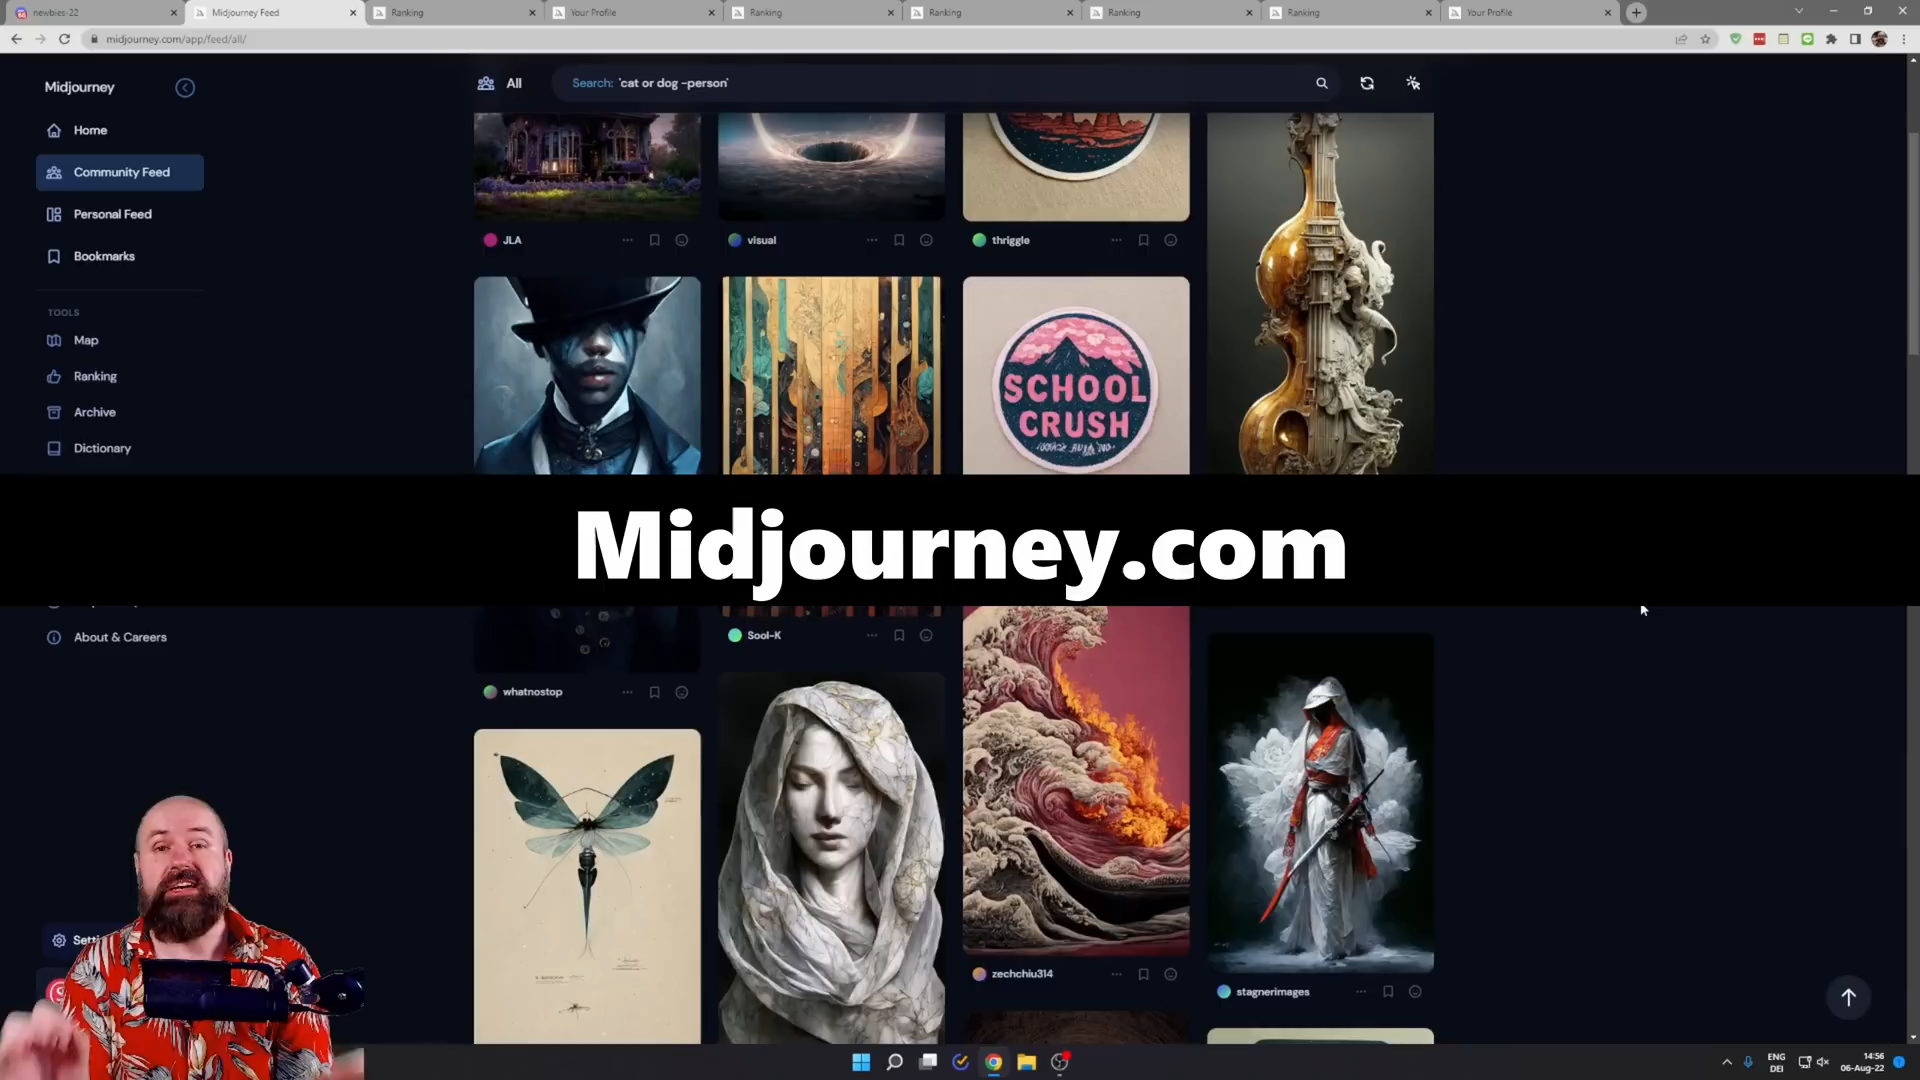 newbies-22
Midjourney Feed
Ranking
Your Profile
Ranking
Ranking
Ranking
Ranking
Your Profile
midjourney.com/app/feed/all/
Midjourney
All
Search: 'cat or dog -person'
Home
Community Feed
Personal Feed
Bookmarks
TOOLS
Map
Ranking
Archive
Dictionary
JLA
visual
thriggle
SCHOOL
CRUSH
Midjourney.com
About & Careers
Sool-K
whatnostop
zechchiu314
stagnerimages
Setti
ENG
DEI
14:56
06-Aug-22